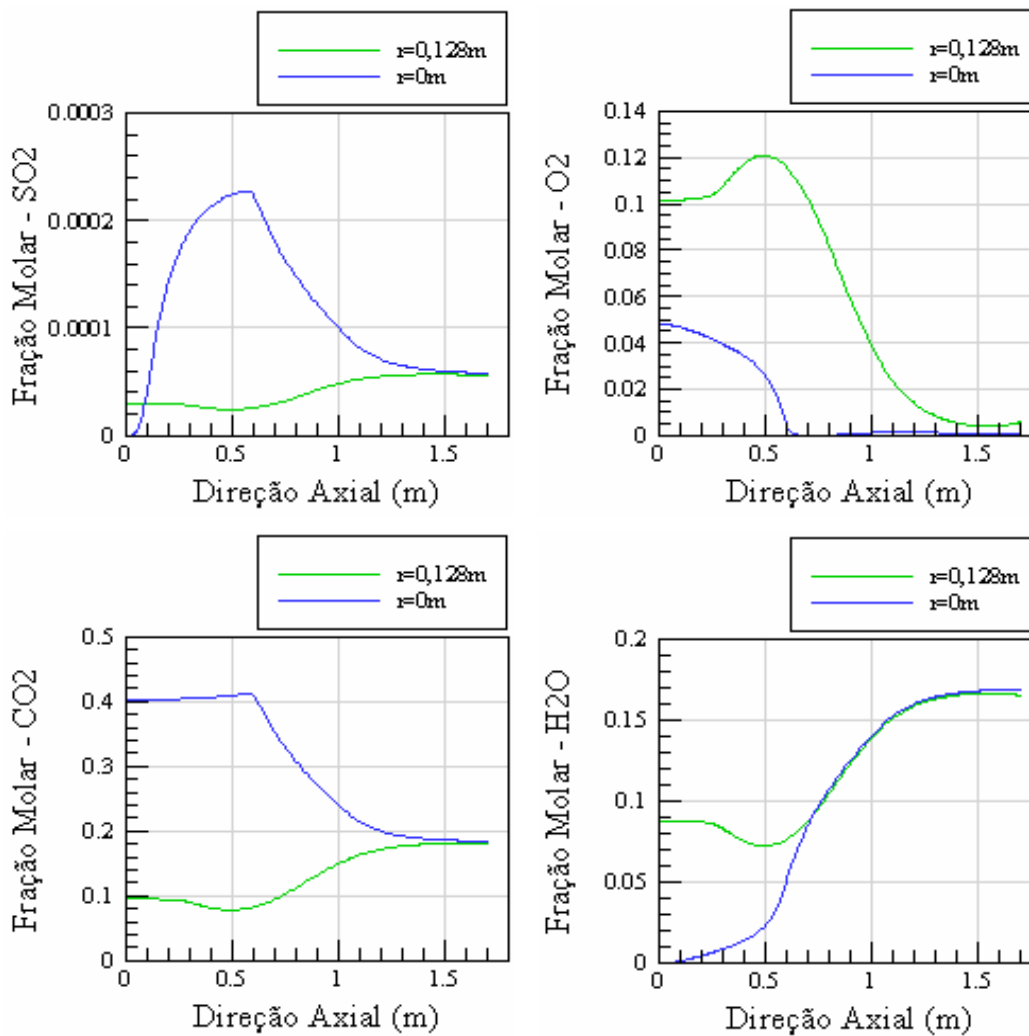 r=0,128m
r=0m
0.0003
0.0002
0.0001
0
Fração Molar - SO2
0
0.5
1
1.5
Direção Axial (m)
r=0,128m
r=0m
0.14
0.12
0.1
0.08
0.06
0.04
0.02
0
Fração Molar - O2
0
0.5
1
1.5
Direção Axial (m)
r=0,128m
r=0m
0.5
0.4
0.3
0.2
0.1
0
Fração Molar - CO2
0
0.5
1
1.5
Direção Axial (m)
r=0,128m
r=0m
0.2
0.15
0.1
0.05
0
Fração Molar - H2O
0
0.5
1
1.5
Direção Axial (m)